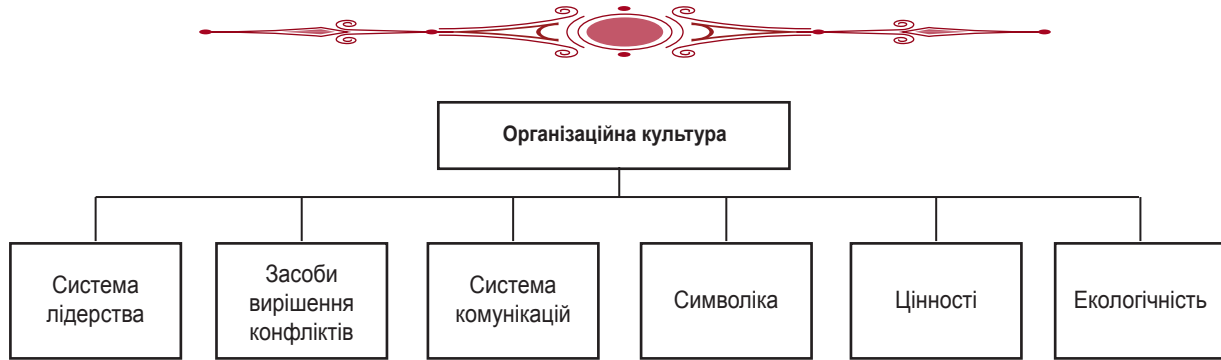 Організаційна культура
Система
лідерства
Засоби
вирішення
конфліктів
Система
комунікацій
Символіка
Цінності
Екологічність